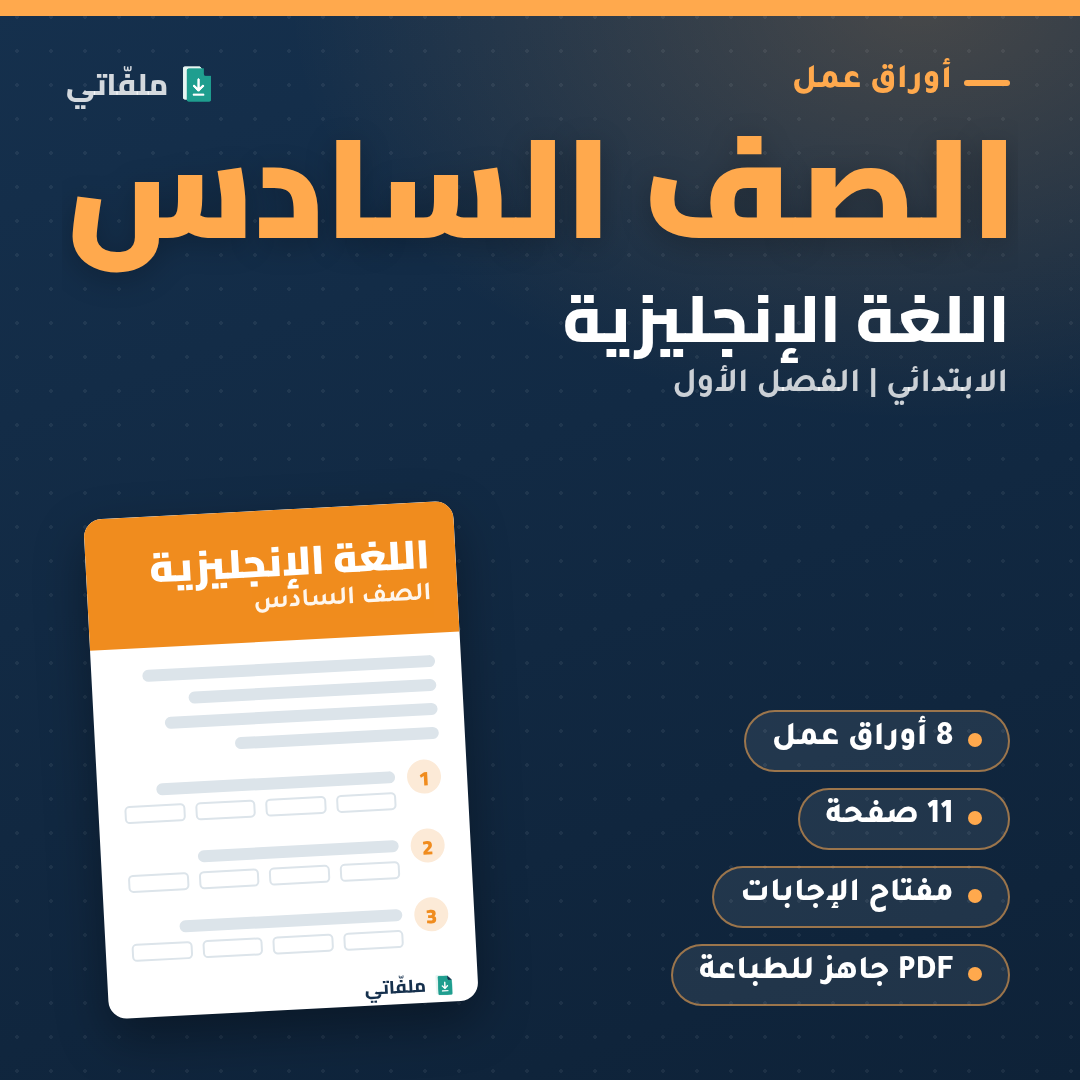 أوراق عمل
ملفّاتي
الصف السادس
اللغة الإنجليزية
الابتدائي | الفصل الأول
اللغة الإنجليزية
الصف السادس
1
2
3
ملفّاتي
8 أوراق عمل
11 صفحة
مفتاح الإجابات
PDF جاهز للطباعة